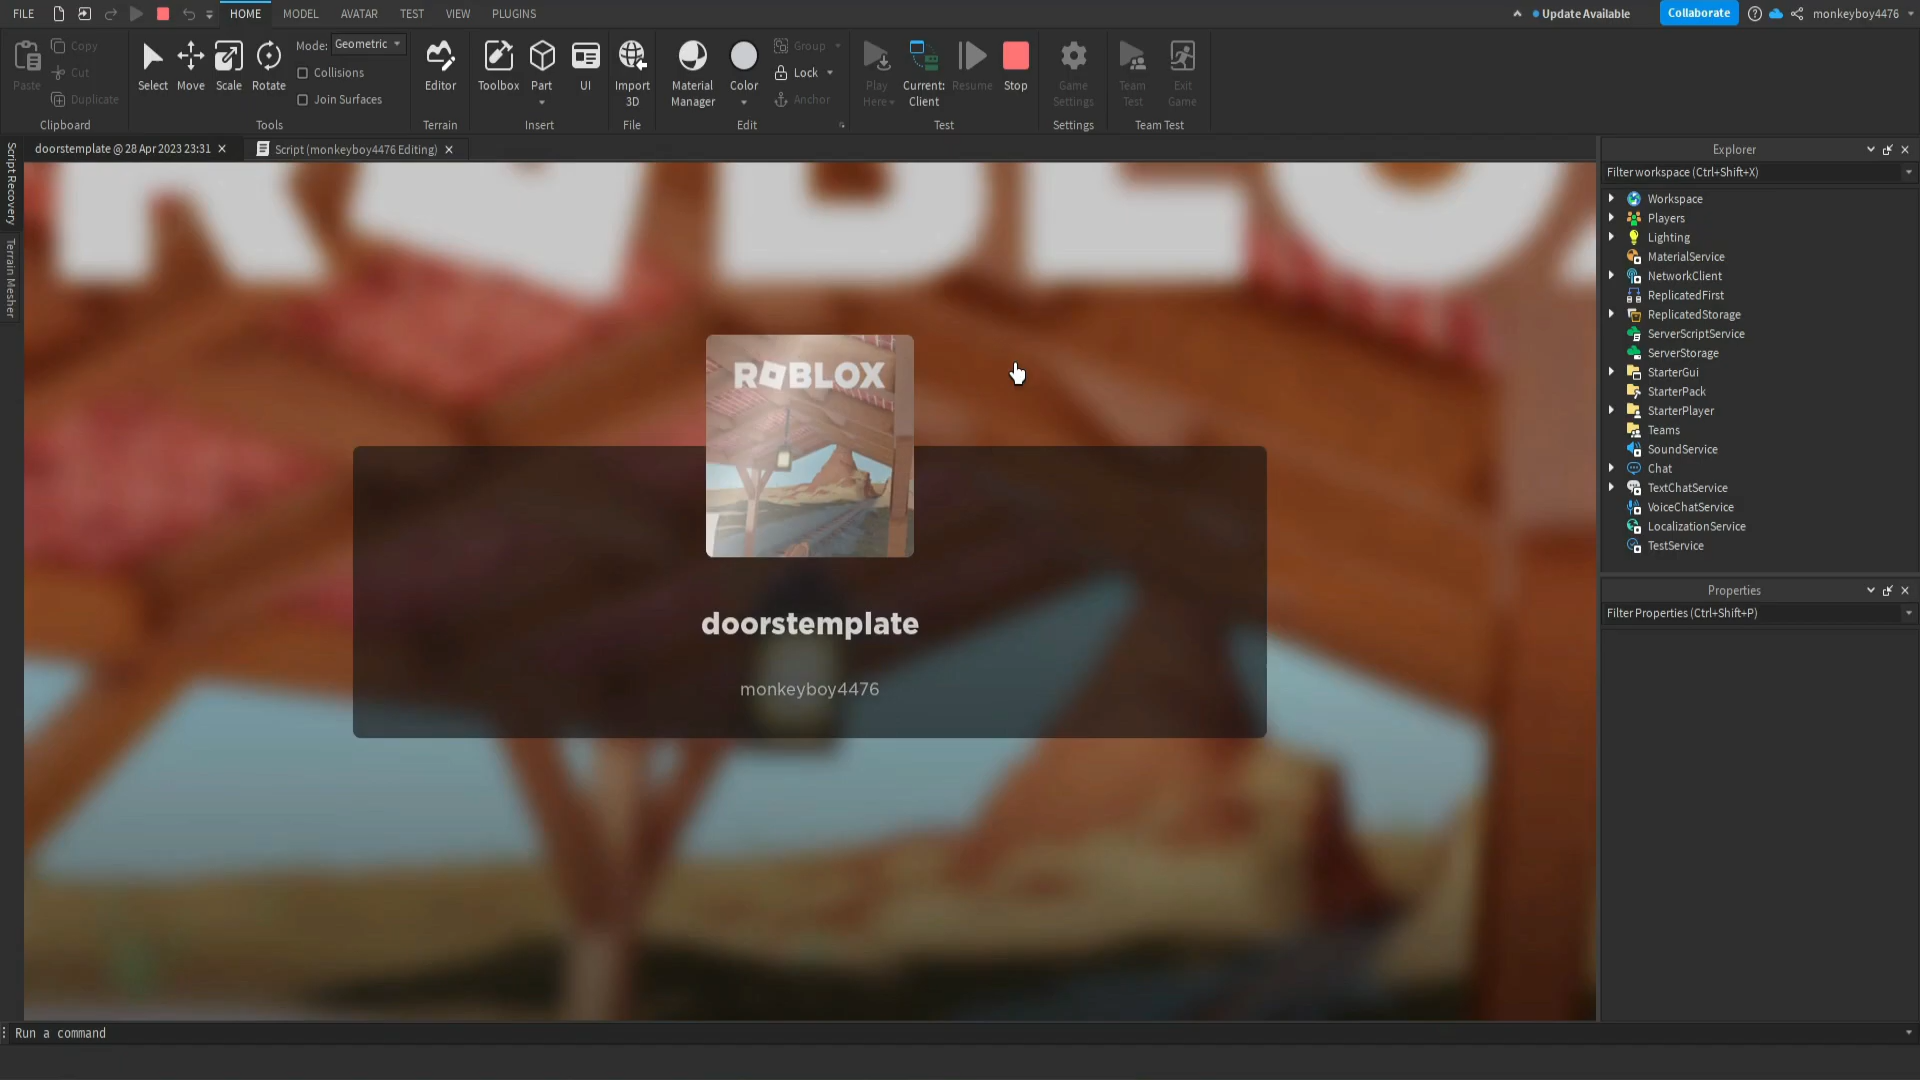 FILE HOME MODEL AVATAR TEST VIEW PLUGINS Update Available Collaborate monkeyboy4476
Paste Copy Cut Duplicate Select Move Scale Rotate Mode: Geometric Collisions Join Surfaces Editor Toolbox Part UI Import 3D Material Manager Color Group Lock Anchor Play Here Current: Client Resume Stop Game Settings Team Test Exit Game
Clipboard Tools Terrain Insert File Edit Test Settings Team Test
Script Recovery
Terrain Mesher
doorstemplate @ 28 Apr 2023 23:31
Script (monkeyboy4476 Editing)
ROBLOX
doorstemplate
monkeyboy4476
Explorer
Filter workspace (Ctrl+Shift+X)
Workspace
Players
Lighting
MaterialService
NetworkClient
ReplicatedFirst
ReplicatedStorage
ServerScriptService
ServerStorage
StarterGui
StarterPack
StarterPlayer
Teams
SoundService
Chat
TextChatService
VoiceChatService
LocalizationService
TestService
Properties
Filter Properties (Ctrl+Shift+P)
Run a command